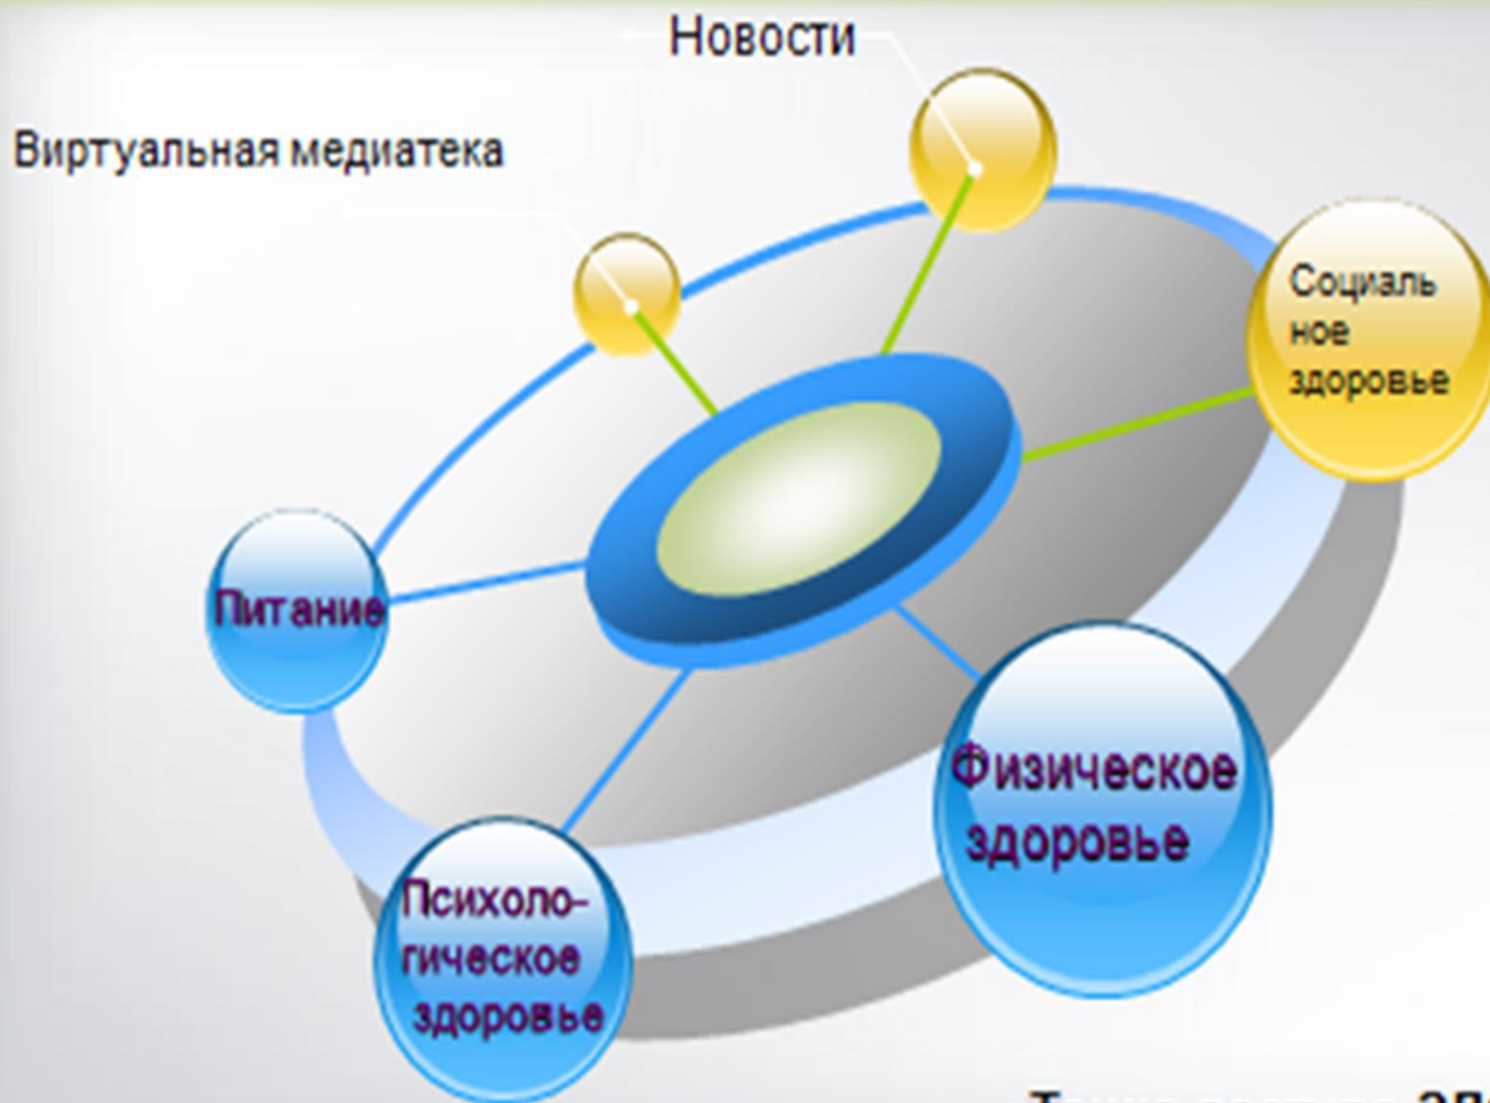 Новости
Виртуальная медиатека
Социаль
ное
здоровье
Питание
Физическое
здоровье
Психоло-
гическое
здоровье